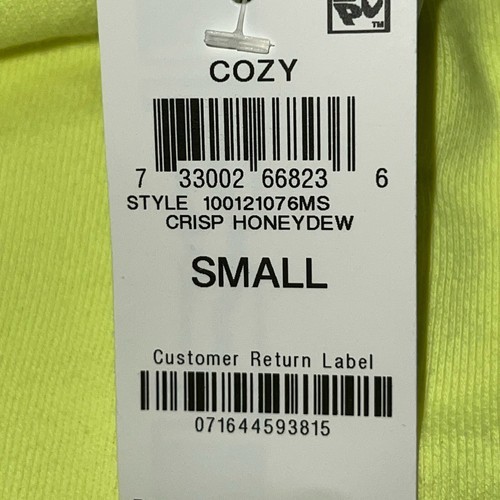 COZY
7 33002 66823 6
STYLE 100121076MS
CRISP HONEYDEW
SMALL
Customer Return Label
071644593815